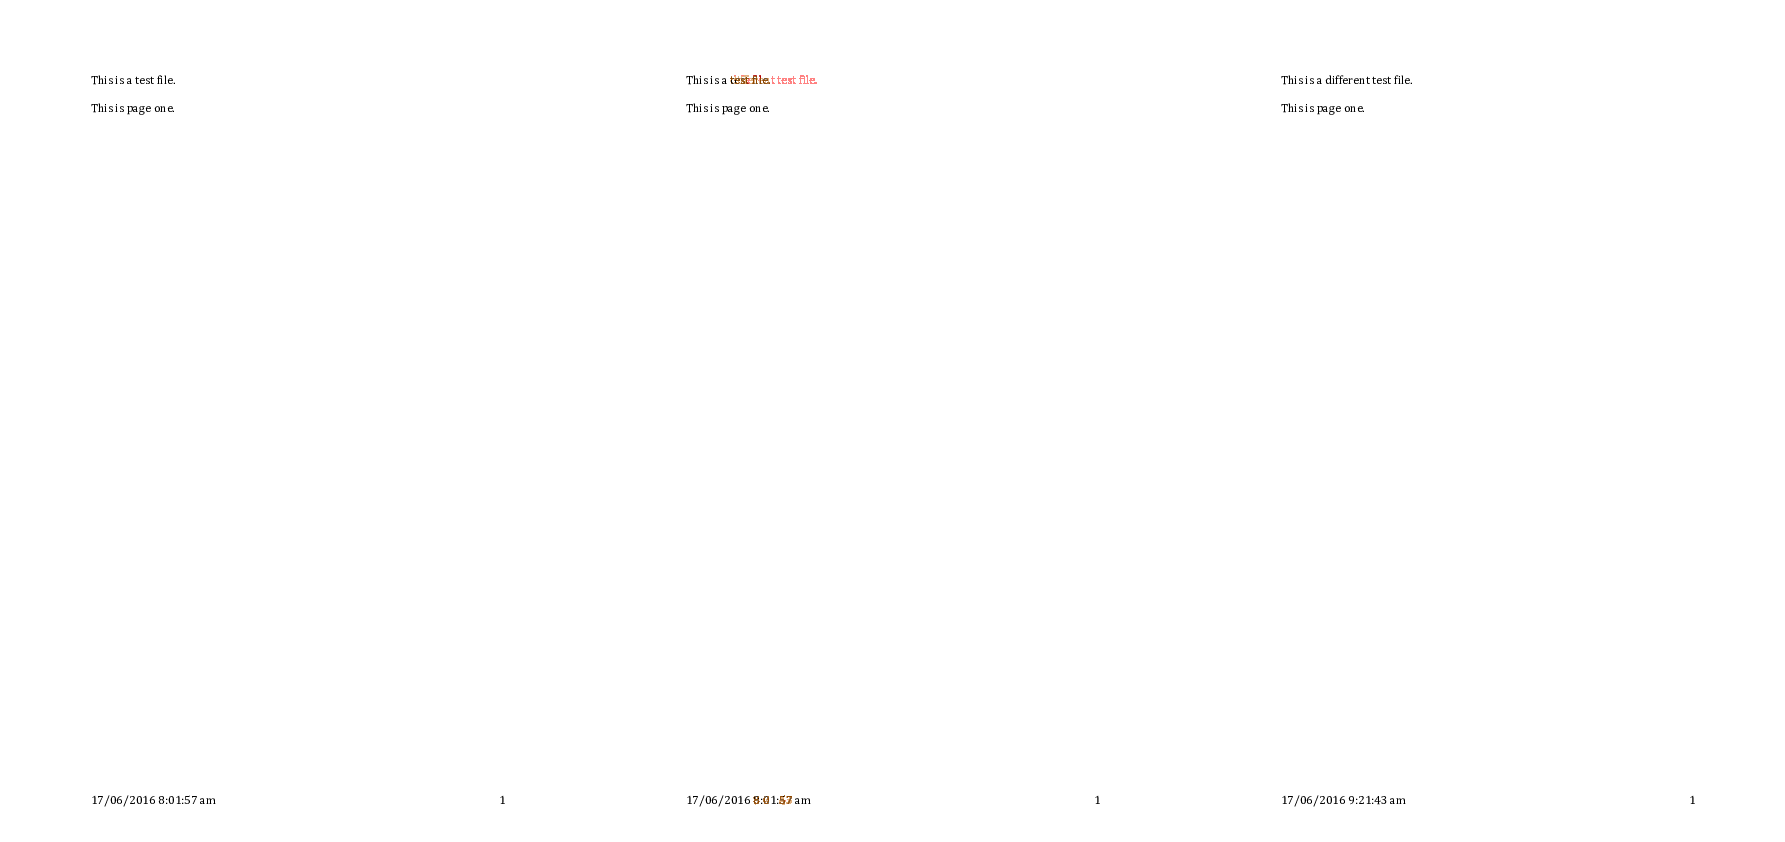 This is a test file.
This is page one.
17/06/2016 8:01:57 am 1
This is a test file.
This is page one.
17/06/2016 am 1
This is a different test file.
This is page one.
17/06/2016 9:21:43 am 1